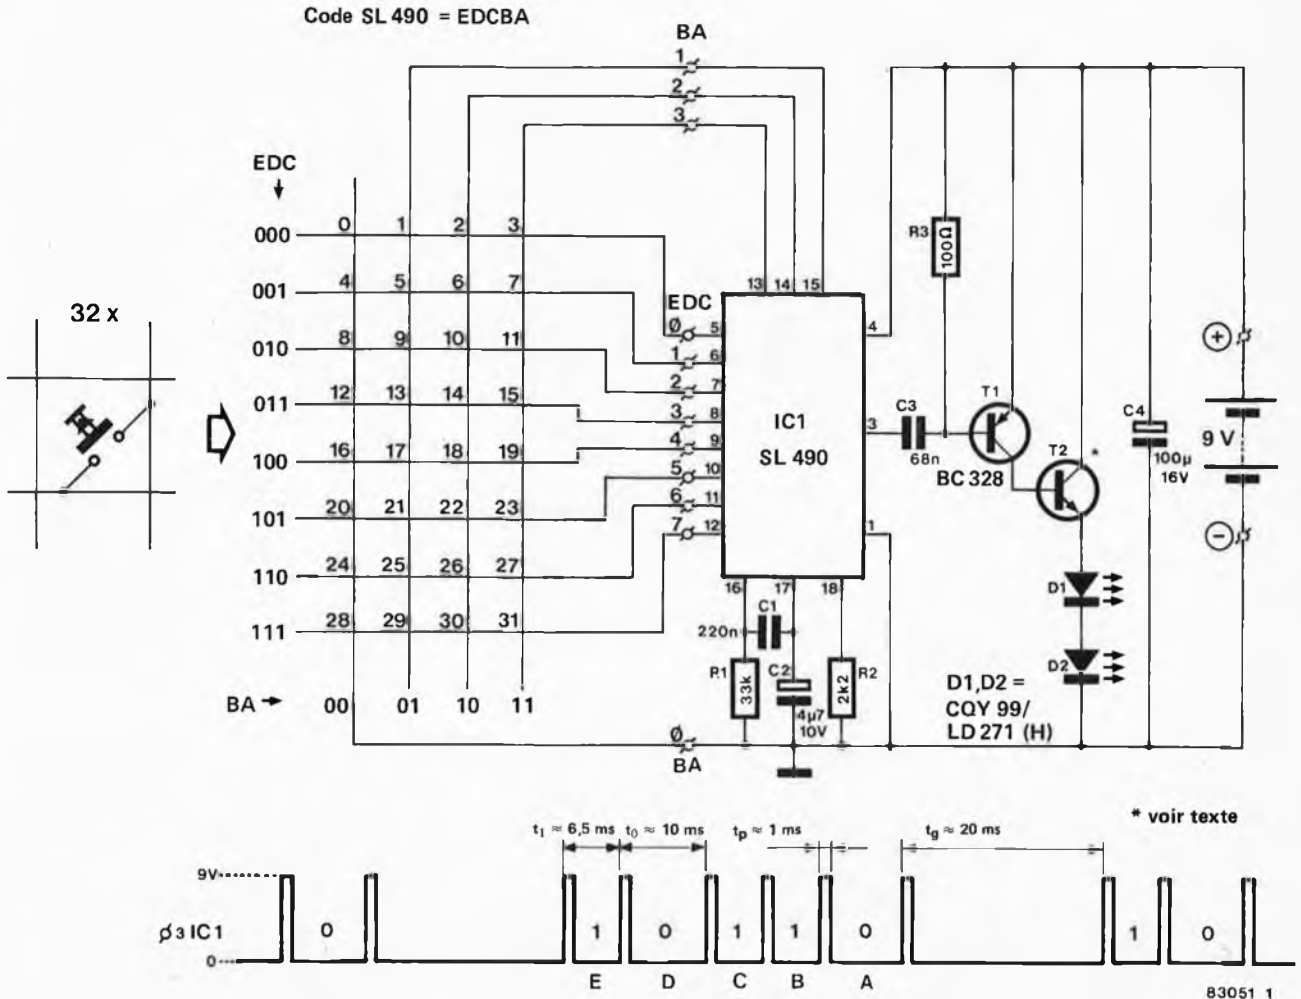 Code SL 490 = EDCBA
BA
1
2
3
EDC
000 0 1 2 3
001 4 5 6 7
010 8 9 10 11
011 12 13 14 15
100 16 17 18 19
101 20 21 22 23
110 24 25 26 27
111 28 29 30 31
BA 00 01 10 11
32 x
EDC
Ø 5
1 6
2 7
3 8
4 9
5 10
6 11
7 12
13 14 15
4
3
1
16 17 18
IC1
SL 490
R3
100Ω
C3
68n
T1
BC 328
T2
*
C4
100µ
16V
+
9 V
−
D1
D2
D1,D2 =
CQY 99/
LD 271 (H)
C1
220n
R1
33k
C2
4µ7
10V
R2
2k2
Ø
BA
* voir texte
t1 ≈ 6,5 ms t0 ≈ 10 ms tp ≈ 1 ms tg ≈ 20 ms
9V
ø 3 IC1
0
0 1 0 1 1 0 1 0
E D C B A
83051 1